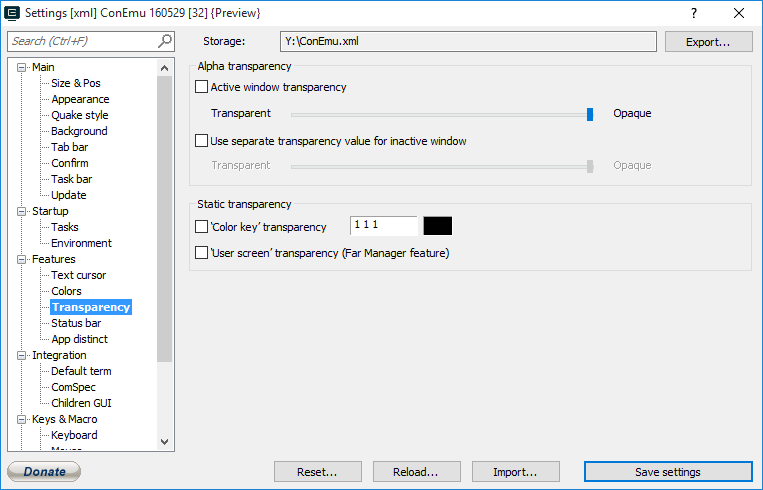 Settings [xml] ConEmu 160529 [32] {Preview}
?
Search (Ctrl+F)
Storage:
Y:\ConEmu.xml
Export...
Main
Size & Pos
Appearance
Quake style
Background
Tab bar
Confirm
Task bar
Update
Startup
Tasks
Environment
Features
Text cursor
Colors
Transparency
Status bar
App distinct
Integration
Default term
ComSpec
Children GUI
Keys & Macro
Keyboard
Alpha transparency
Active window transparency
Transparent
Opaque
Use separate transparency value for inactive window
Transparent
Opaque
Static transparency
‘Color key’ transparency
1 1 1
‘User screen’ transparency (Far Manager feature)
Donate
Reset...
Reload...
Import...
Save settings